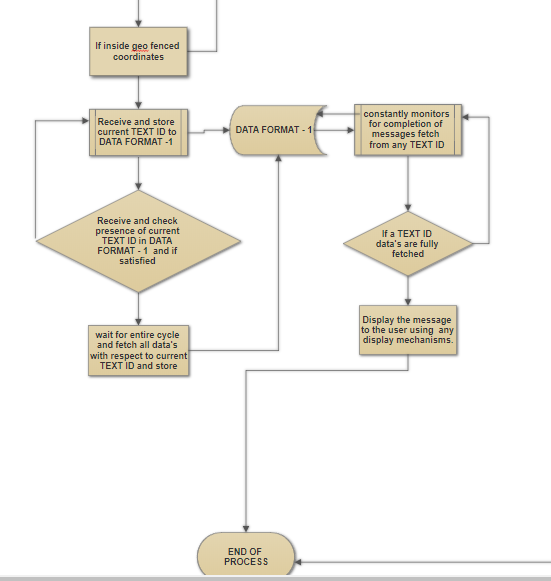 If inside geo fenced
coordinates
Receive and store
current TEXT ID to
DATA FORMAT -1
DATA FORMAT - 1
constantly monitors
for completion of
messages fetch
from any TEXT ID
Receive and check
presence of current
TEXT ID in DATA
FORMAT - 1 and if
satisfied
If a TEXT ID
data's are fully
fetched
wait for entire cycle
and fetch all data's
with respect to current
TEXT ID and store
Display the message
to the user using any
display mechanisms.
END OF
PROCESS